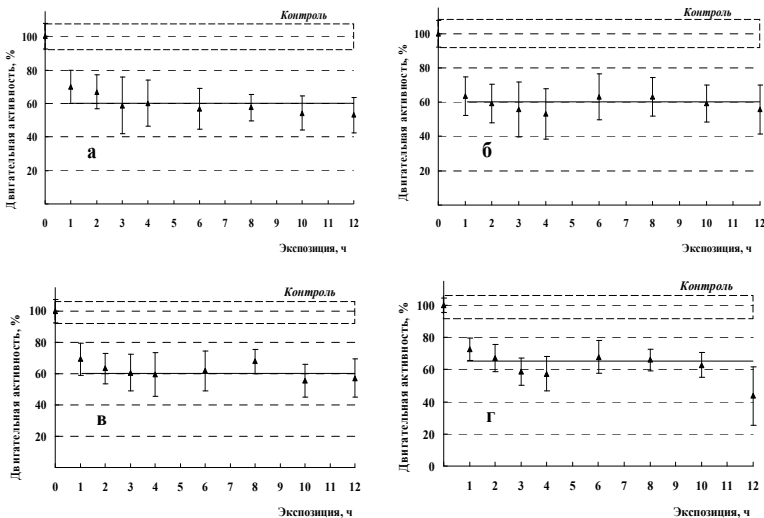 Контроль
Двигательная активность, %
100
80
60
40
20
а
0 1 2 3 4 5 6 7 8 9 10 11 12
Экспозиция, ч
Контроль
Двигательная активность, %
100
80
60
40
20
б
0 1 2 3 4 5 6 7 8 9 10 11 12
Экспозиция, ч
Контроль
Двигательная активность, %
100
80
60
40
20
в
0 1 2 3 4 5 6 7 8 9 10 11 12
Экспозиция, ч
Контроль
Двигательная активность, %
100
80
60
40
20
0
г
1 2 3 4 5 6 7 8 9 10 11 12
Экспозиция, ч